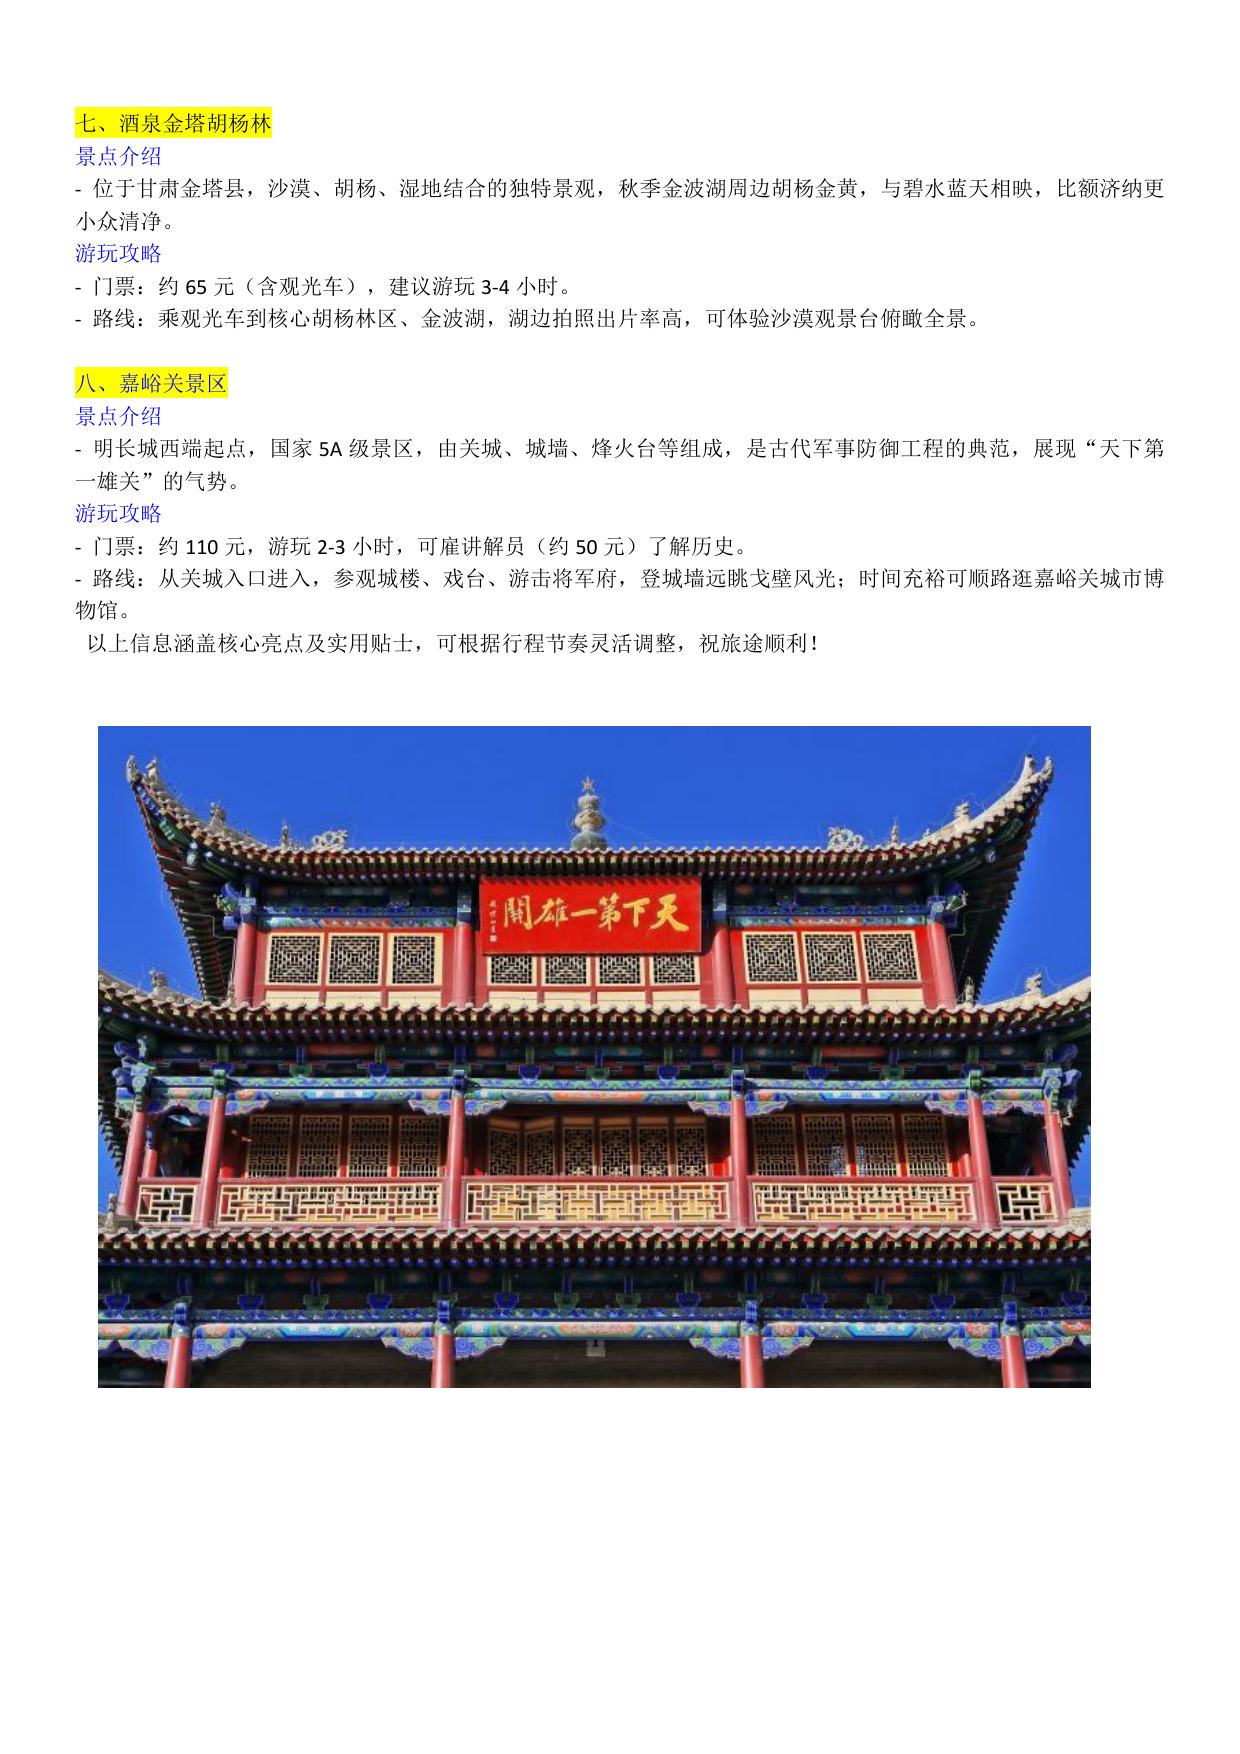 七、酒泉金塔胡杨林
景点介绍
- 位于甘肃金塔县，沙漠、胡杨、湿地结合的独特景观，秋季金波湖周边胡杨金黄，与碧水蓝天相映，比额济纳更
小众清净。
游玩攻略
- 门票：约 65 元（含观光车），建议游玩 3-4 小时。
- 路线：乘观光车到核心胡杨林区、金波湖，湖边拍照出片率高，可体验沙漠观景台俯瞰全景。
八、嘉峪关景区
景点介绍
- 明长城西端起点，国家 5A 级景区，由关城、城墙、烽火台等组成，是古代军事防御工程的典范，展现“天下第
一雄关”的气势。
游玩攻略
- 门票：约 110 元，游玩 2-3 小时，可雇讲解员（约 50 元）了解历史。
- 路线：从关城入口进入，参观城楼、戏台、游击将军府，登城墙远眺戈壁风光；时间充裕可顺路逛嘉峪关城市博
物馆。
以上信息涵盖核心亮点及实用贴士，可根据行程节奏灵活调整，祝旅途顺利！
天下第一雄關